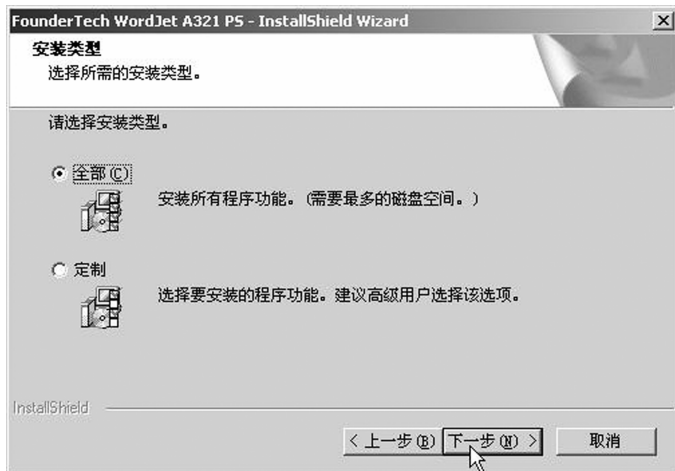 FounderTech WordJet A321 PS - InstallShield Wizard
安装类型
选择所需的安装类型。
请选择安装类型。
全部(C)
安装所有程序功能。(需要最多的磁盘空间。)
定制
选择要安装的程序功能。建议高级用户选择该选项。
InstallShield
< 上一步(B) 下一步(N) > 取消